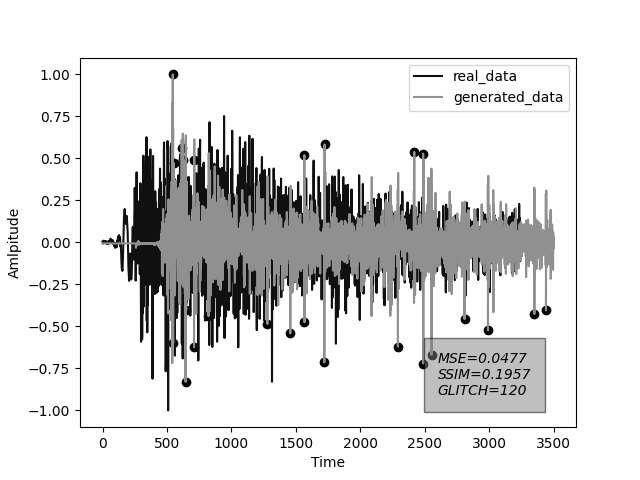 1.00
0.75
0.50
0.25
0.00
−0.25
−0.50
−0.75
−1.00
Amlpitude
real_data
generated_data
MSE=0.0477
SSIM=0.1957
GLITCH=120
0 500 1000 1500 2000 2500 3000 3500
Time